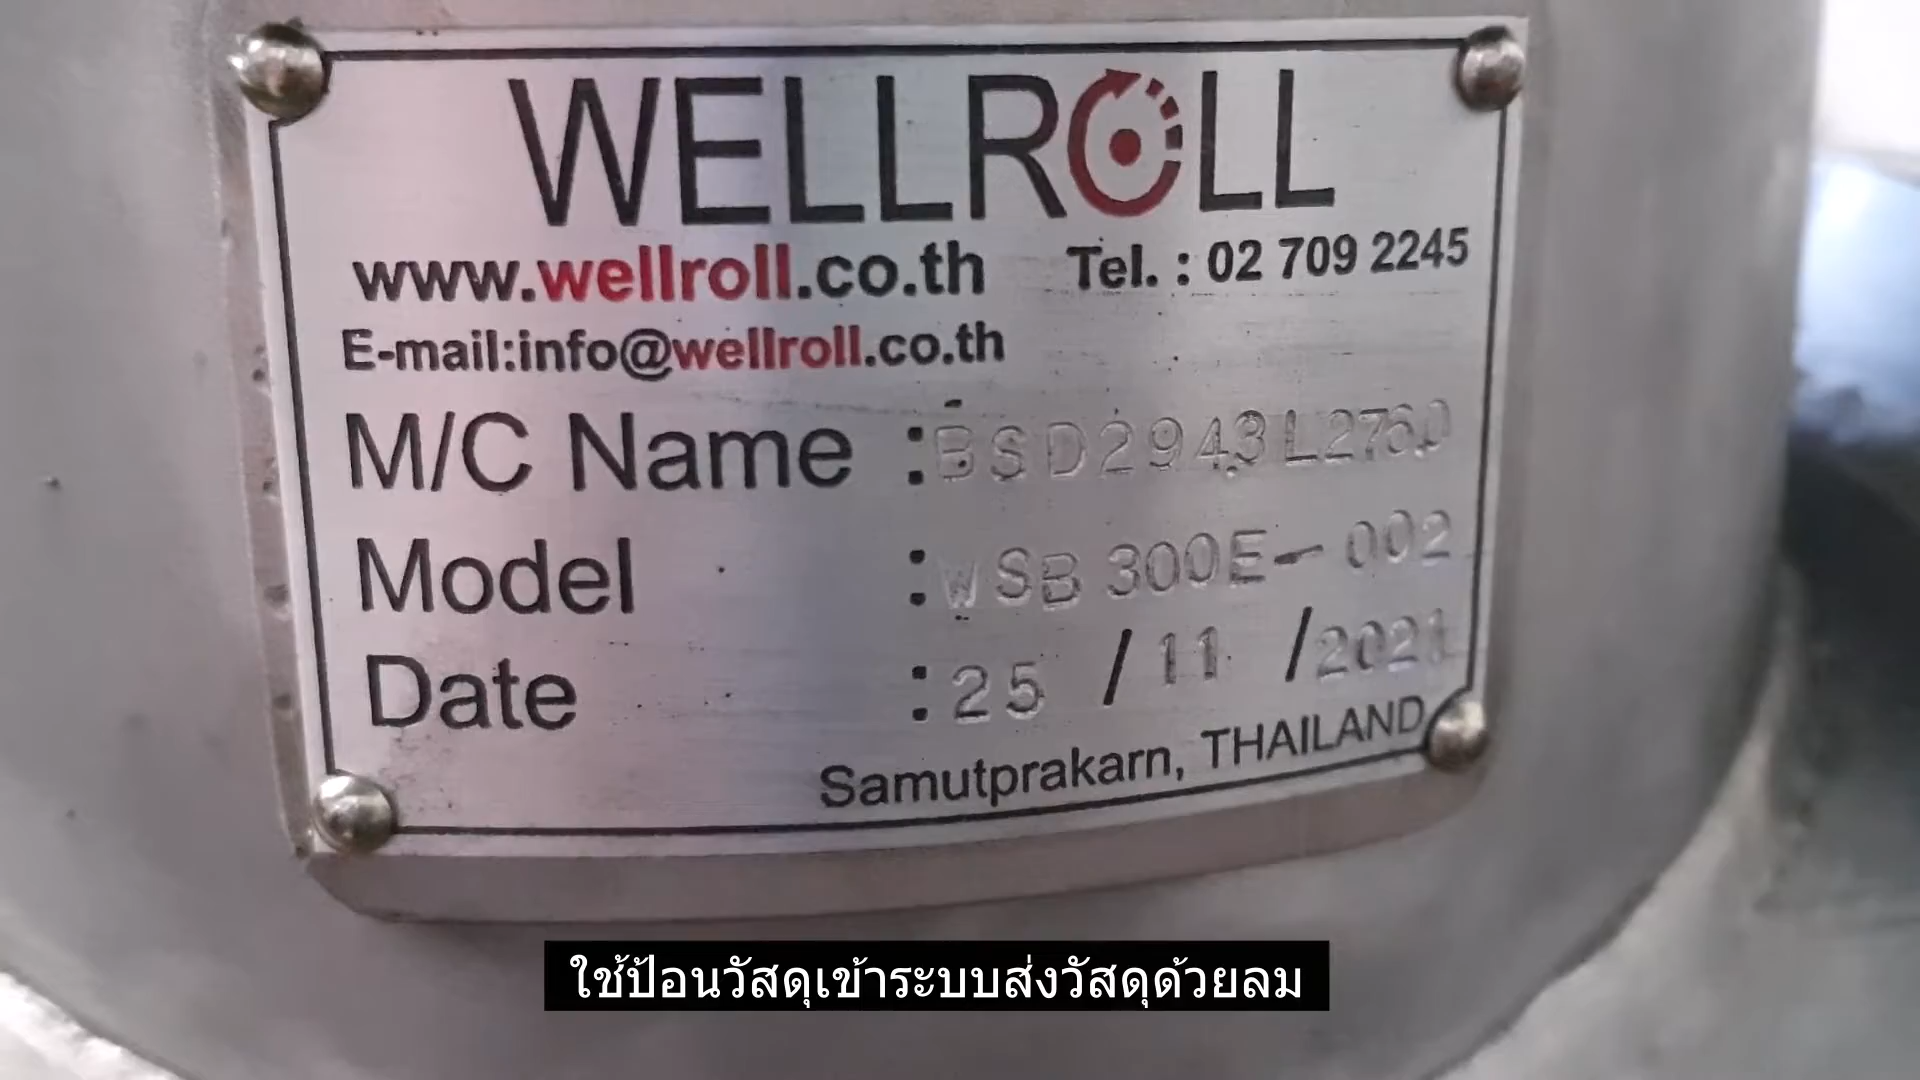 WELLROLL
www.wellroll.co.th Tel. : 02 709 2245
E-mail:info@wellroll.co.th
M/C Name : BSD2943L2760
Model : WSB 300E-002
Date : 25 / 11 / 2021
Samutprakarn, THAILAND
ใช้ป้อนวัสดุเข้าระบบส่งวัสดุด้วยลม